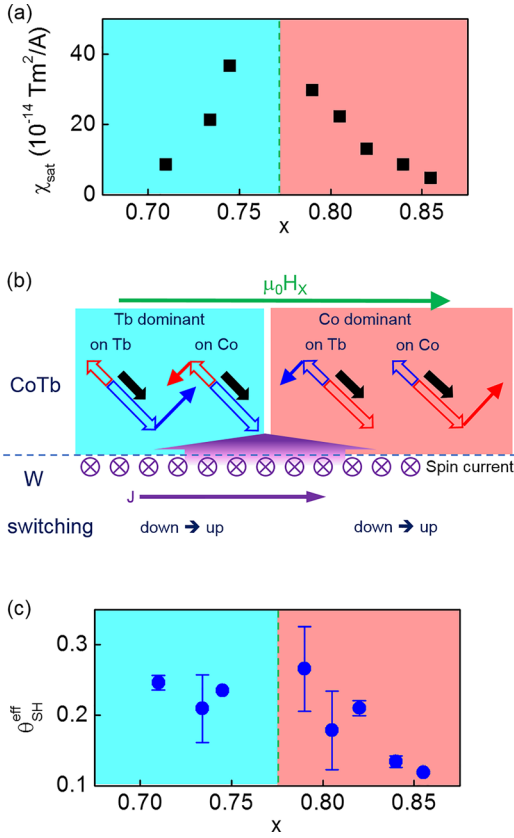 (a)
χsat (10-14 Tm2/A)
40
20
0
0.70 0.75 0.80 0.85
x
(b)
μ0HX
Tb dominant Co dominant
on Tb on Co on Tb on Co
CoTb
Spin current
W
J
switching down ➔ up down ➔ up
(c)
θSHeff
0.3
0.2
0.1
0.70 0.75 0.80 0.85
x